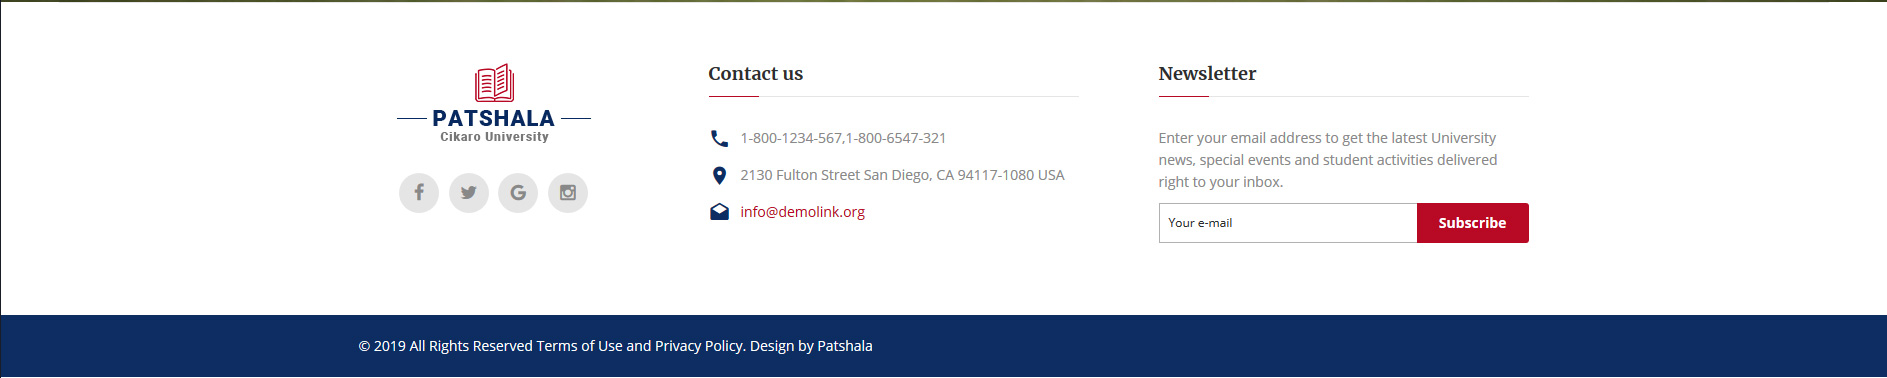 PATSHALA
Cikaro University
Contact us
1-800-1234-567,1-800-6547-321
2130 Fulton Street San Diego, CA 94117-1080 USA
info@demolink.org
Newsletter
Enter your email address to get the latest University
news, special events and student activities delivered
right to your inbox.
Your e-mail
Subscribe
© 2019 All Rights Reserved Terms of Use and Privacy Policy. Design by Patshala